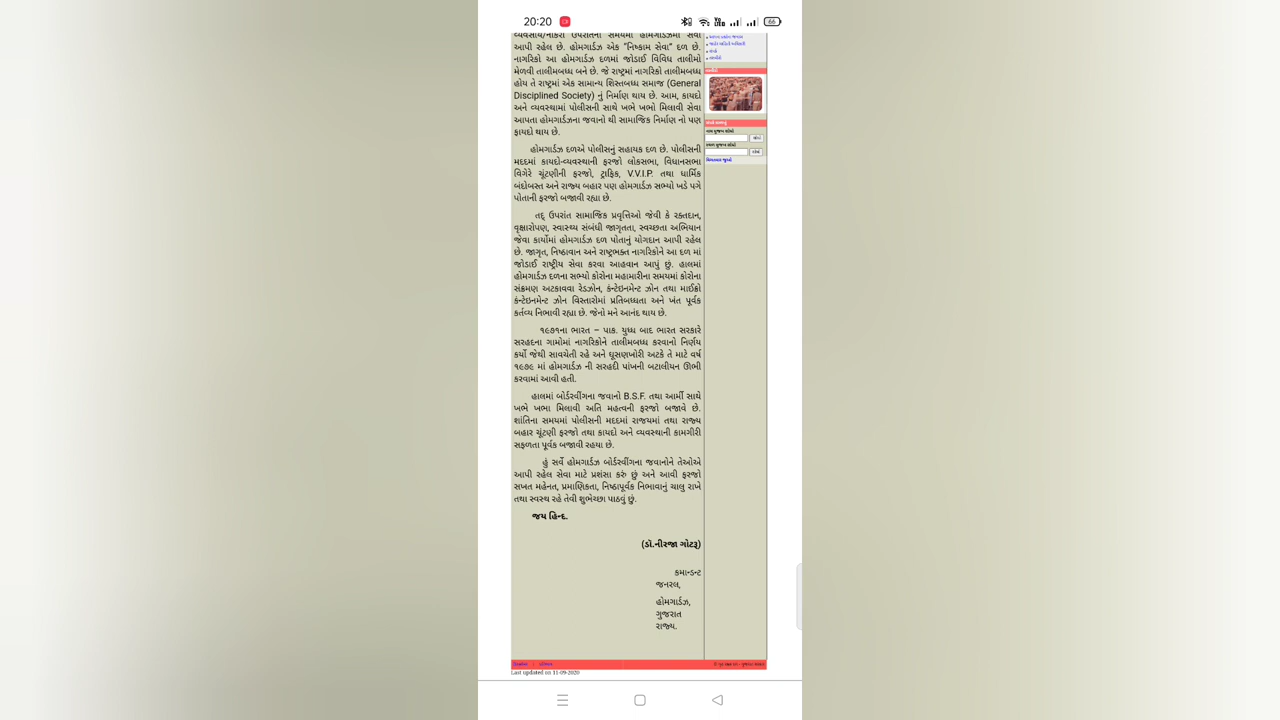 20:20
66
વ્યવસાય/નોકરી ઉપરાંતના સમયમાં હોમગાર્ડઝમાં સેવા
આપી રહેલ છે. હોમગાર્ડઝ એક “નિષ્કામ સેવા” દળ છે.
નાગરિકો આ હોમગાર્ડઝ દળમાં જોડાઈ વિવિધ તાલીમો
મેળવી તાલીમબધ્ધ બને છે. જે રાષ્ટ્રમાં નાગરિકો તાલીમબધ્ધ
હોય તે રાષ્ટ્રમાં એક સામાન્ય શિસ્તબધ્ધ સમાજ (General
Disciplined Society) નું નિર્માણ થાય છે. આમ, કાયદો
અને વ્યવસ્થામાં પોલીસની સાથે ખભે ખભો મિલાવી સેવા
આપતા હોમગાર્ડઝના જવાનો થી સામાજિક નિર્માણ નો પણ
ફાયદો થાય છે.
હોમગાર્ડઝ દળએ પોલીસનું સહાયક દળ છે. પોલીસની
મદદમાં કાયદો-વ્યવસ્થાની ફરજો લોકસભા, વિધાનસભા
વિગેરે ચૂંટણીની ફરજો, ટ્રાફિક, V.V.I.P. તથા ધાર્મિક
બંદોબસ્ત અને રાજ્ય બહાર પણ હોમગાર્ડઝ સભ્યો ખડે પગે
પોતાની ફરજો બજાવી રહ્યા છે.
તદ્ ઉપરાંત સામાજિક પ્રવૃત્તિઓ જેવી કે રક્તદાન,
વૃક્ષારોપણ, સ્વાસ્થ્ય સંબંધી જાગૃતતા, સ્વચ્છતા અભિયાન
જેવા કાર્યોમાં હોમગાર્ડઝ દળ પોતાનું યોગદાન આપી રહેલ
છે. જાગૃત, નિષ્ઠાવાન અને રાષ્ટ્રભક્ત નાગરિકોને આ દળ માં
જોડાઈ રાષ્ટ્રીય સેવા કરવા આહવાન આપું છું. હાલમાં
હોમગાર્ડઝ દળના સભ્યો કોરોના મહામારીના સમયમાં કોરોના
સંક્રમણ અટકાવવા રેડઝોન, કંન્ટેઇનમેન્ટ ઝોન તથા માઈક્રો
કંન્ટેઇનમેન્ટ ઝોન વિસ્તારોમાં પ્રતિબધ્ધતા અને ખંત પૂર્વક
કર્તવ્ય નિભાવી રહ્યા છે. જેનો મને આનંદ થાય છે.
૧૯૭૧ના ભારત – પાક. યુધ્ધ બાદ ભારત સરકારે
સરહદના ગામોમાં નાગરિકોને તાલીમબધ્ધ કરવાનો નિર્ણય
કર્યો જેથી સાવચેતી રહે અને ઘૂસણખોરી અટકે તે માટે વર્ષ
૧૯૭૯ માં હોમગાર્ડઝ ની સરહદી પાંખની બટાલીયન ઊભી
કરવામાં આવી હતી.
હાલમાં બોર્ડરવીંગના જવાનો B.S.F. તથા આર્મી સાથે
ખભે ખભા મિલાવી અતિ મહત્વની ફરજો બજાવે છે.
શાંતિના સમયમાં પોલીસની મદદમાં રાજયમાં તથા રાજ્ય
બહાર ચૂંટણી ફરજો તથા કાયદો અને વ્યવસ્થાની કામગીરી
સફળતા પૂર્વક બજાવી રહયા છે.
હું સર્વે હોમગાર્ડઝ બોર્ડરવીંગના જવાનોને તેઓએ
આપી રહેલ સેવા માટે પ્રશંસા કરું છું અને આવી ફરજો
સખત મહેનત, પ્રમાણિકતા, નિષ્ઠાપૂર્વક નિભાવાનું ચાલુ રાખે
તથા સ્વસ્થ રહે તેવી શુભેચ્છા પાઠવું છું.
જય હિન્દ.
(ડૉ.નીરજા ગોટરૂ)
કમાન્ડન્ટ
જનરલ,
હોમગાર્ડઝ,
ગુજરાત
રાજ્ય.
Last updated on 11-09-2020